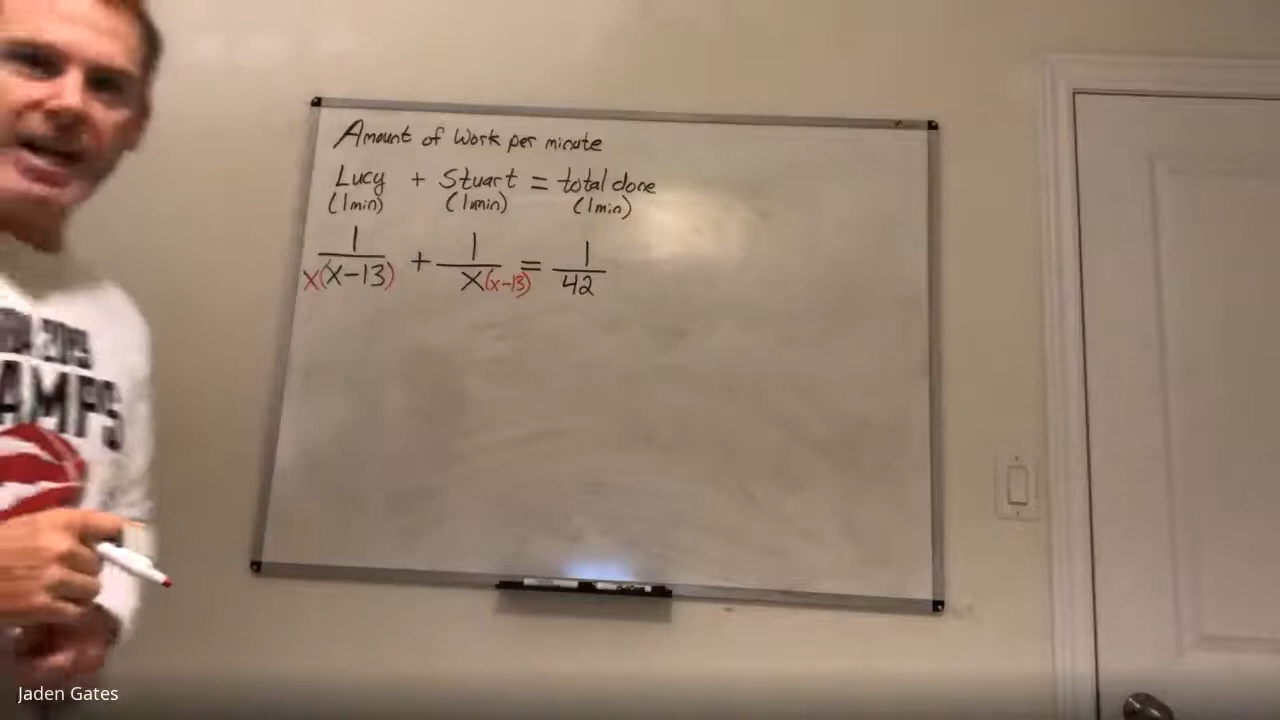 Amount of Work per minute
Lucy + Stuart = total done
(1min) (1min) (1min)
1/x(x-13) + 1/x(x-13) = 1/42
AMPS
Jaden Gates